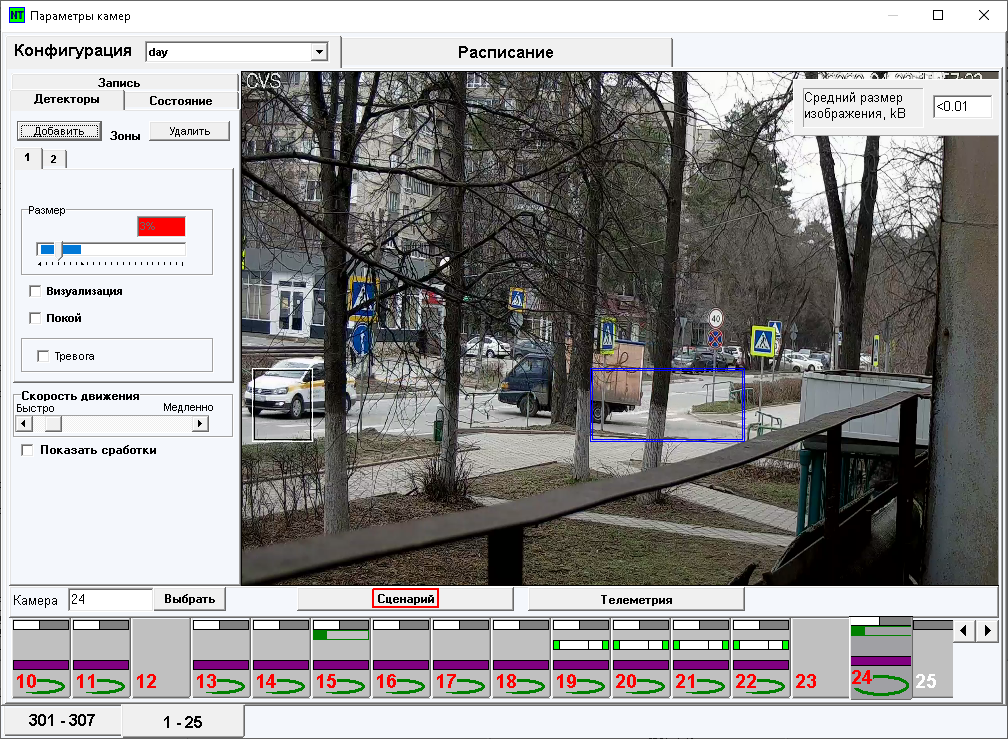 NT Параметры камер
Конфигурация day
Расписание
Запись
Детекторы Состояние
Добавить Зоны Удалить
1 2
Размер
3%
Визуализация
Покой
Тревога
Скорость движения
Быстро Медленно
Показать сработки
CVS
Средний размер
изображения, kB
<0.01
40
Камера 24 Выбрать Сценарий Телеметрия
10 11 12 13 14 15 16 17 18 19 20 21 22 23 24 25
301 - 307 1 - 25